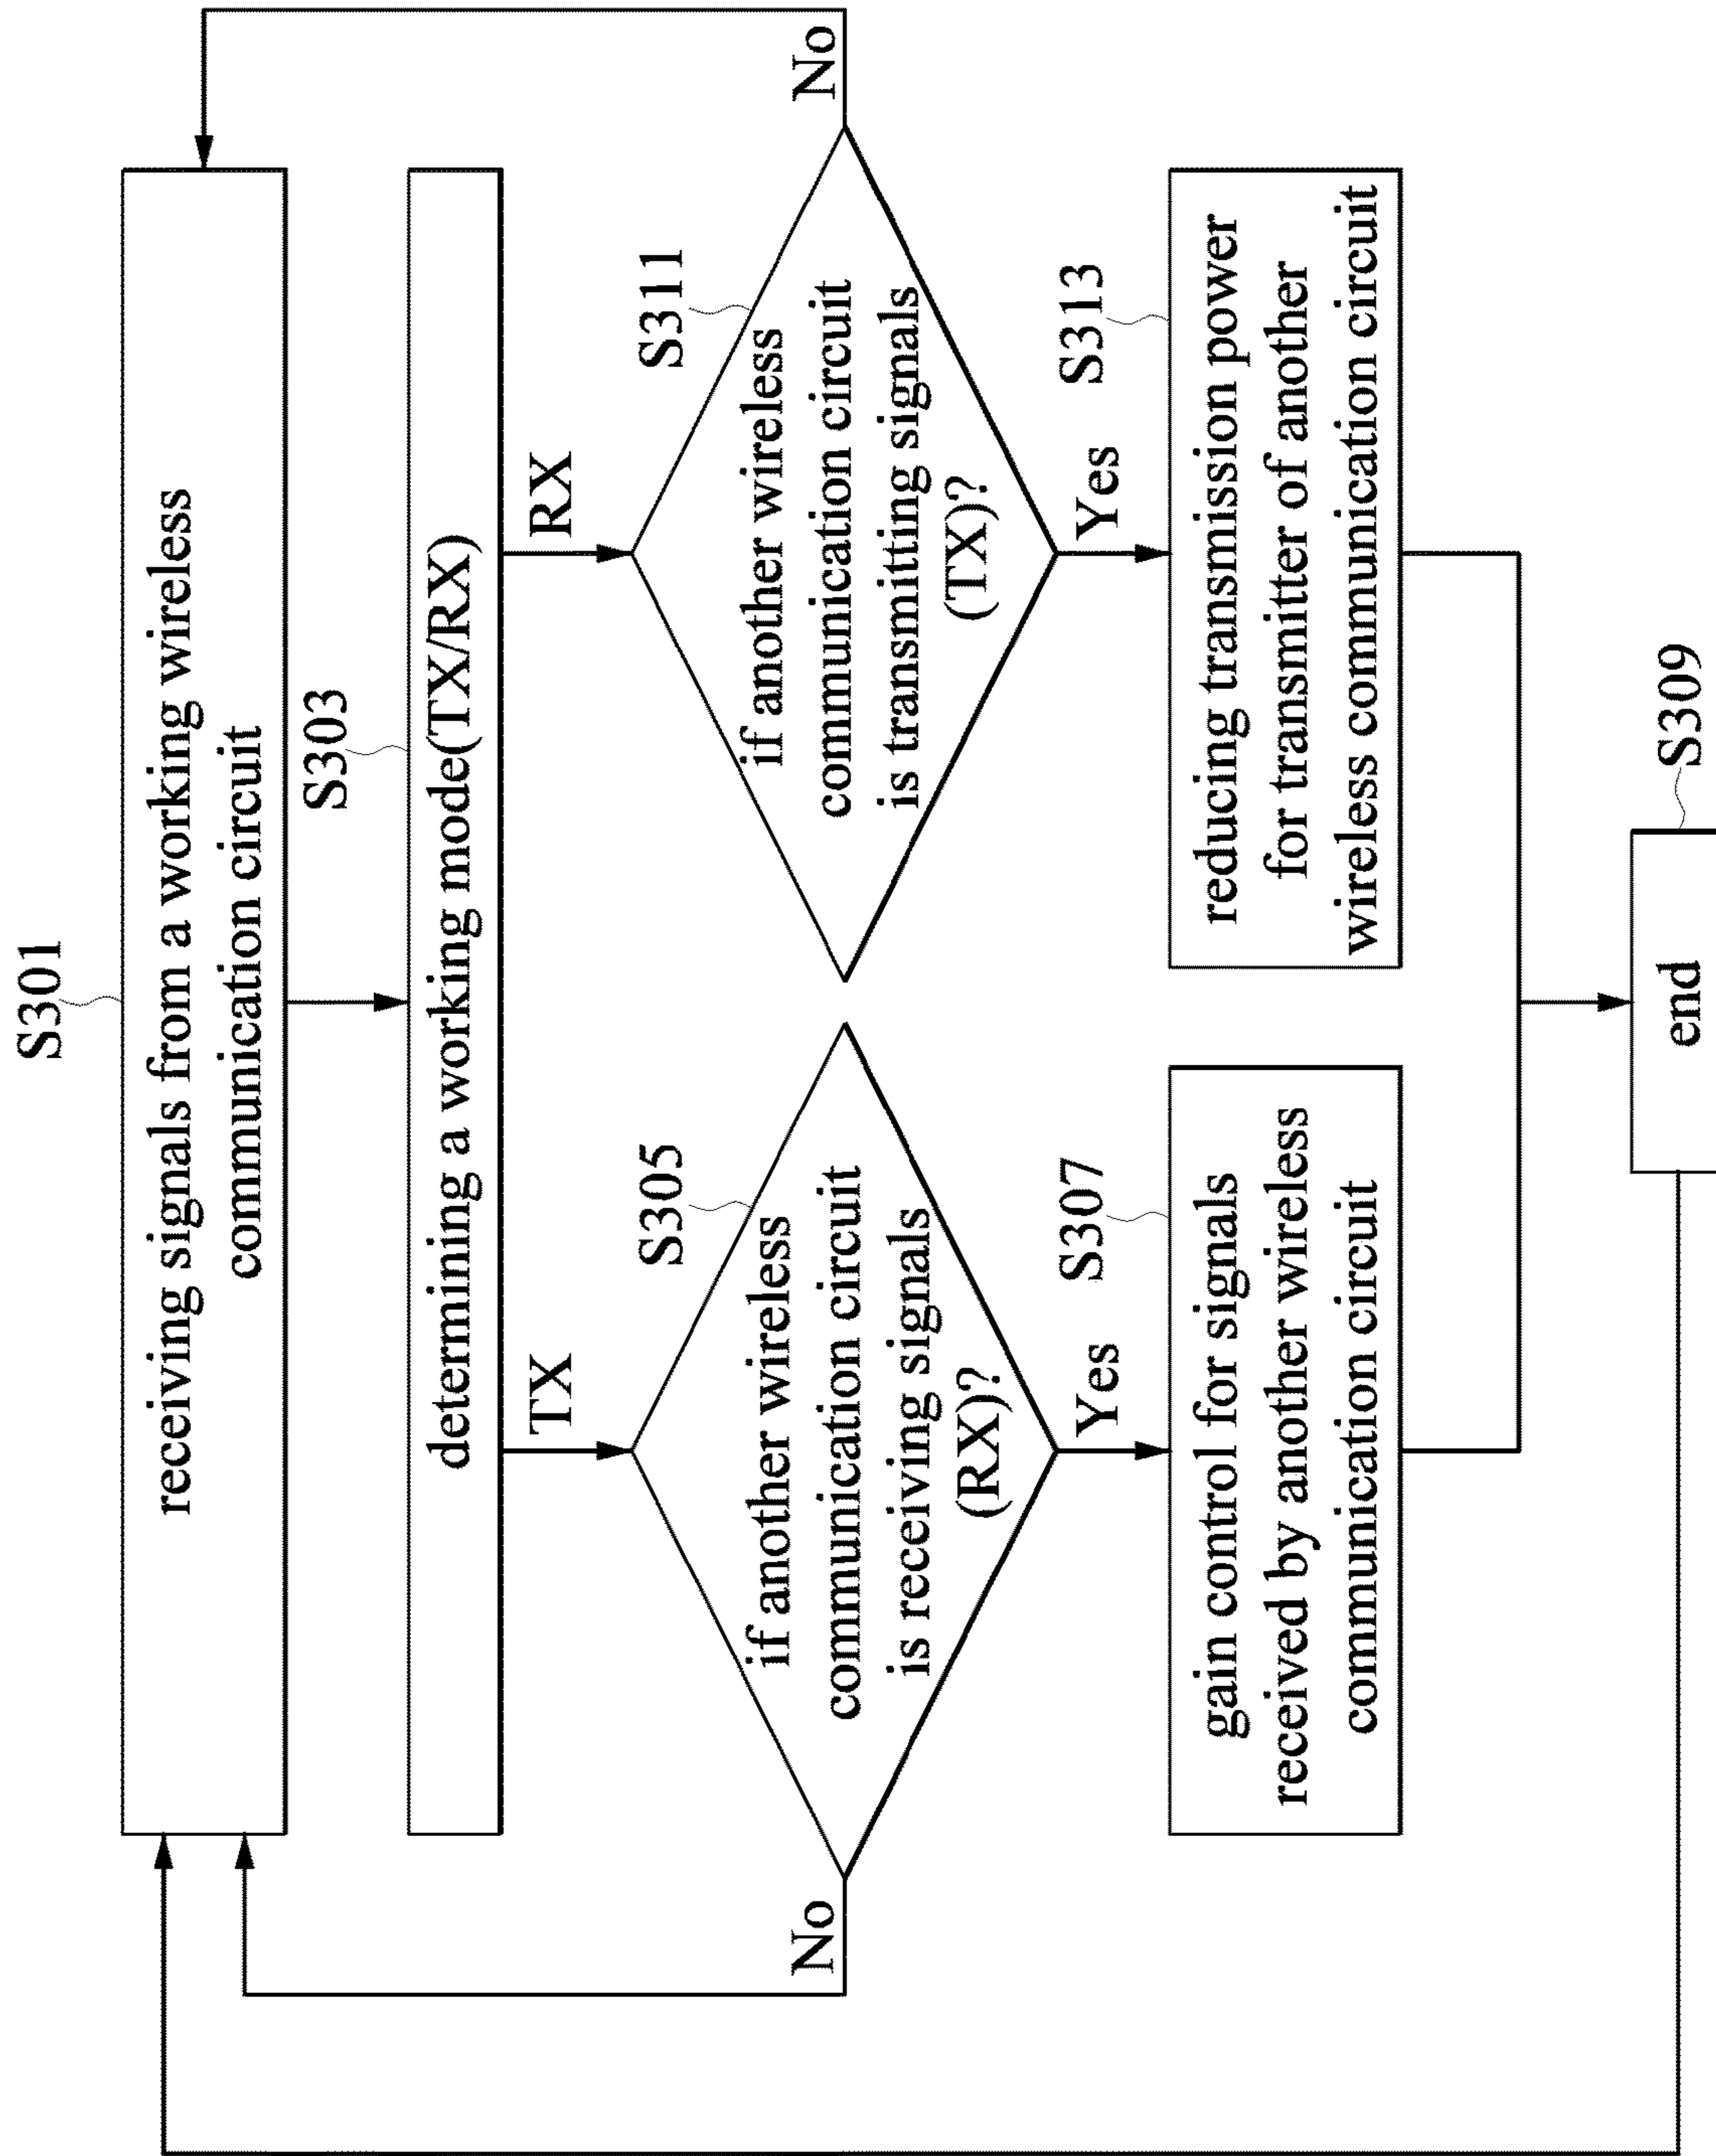 S301
receiving signals from a working wireless
communication circuit
S303
determining a working mode(TX/RX)
TX
RX
S305
if another wireless
communication circuit
is receiving signals
(RX)?
No
Yes
S311
if another wireless
communication circuit
is transmitting signals
(TX)?
No
Yes
S307
gain control for signals
received by another wireless
communication circuit
S313
reducing transmission power
for transmitter of another
wireless communication circuit
end
S309